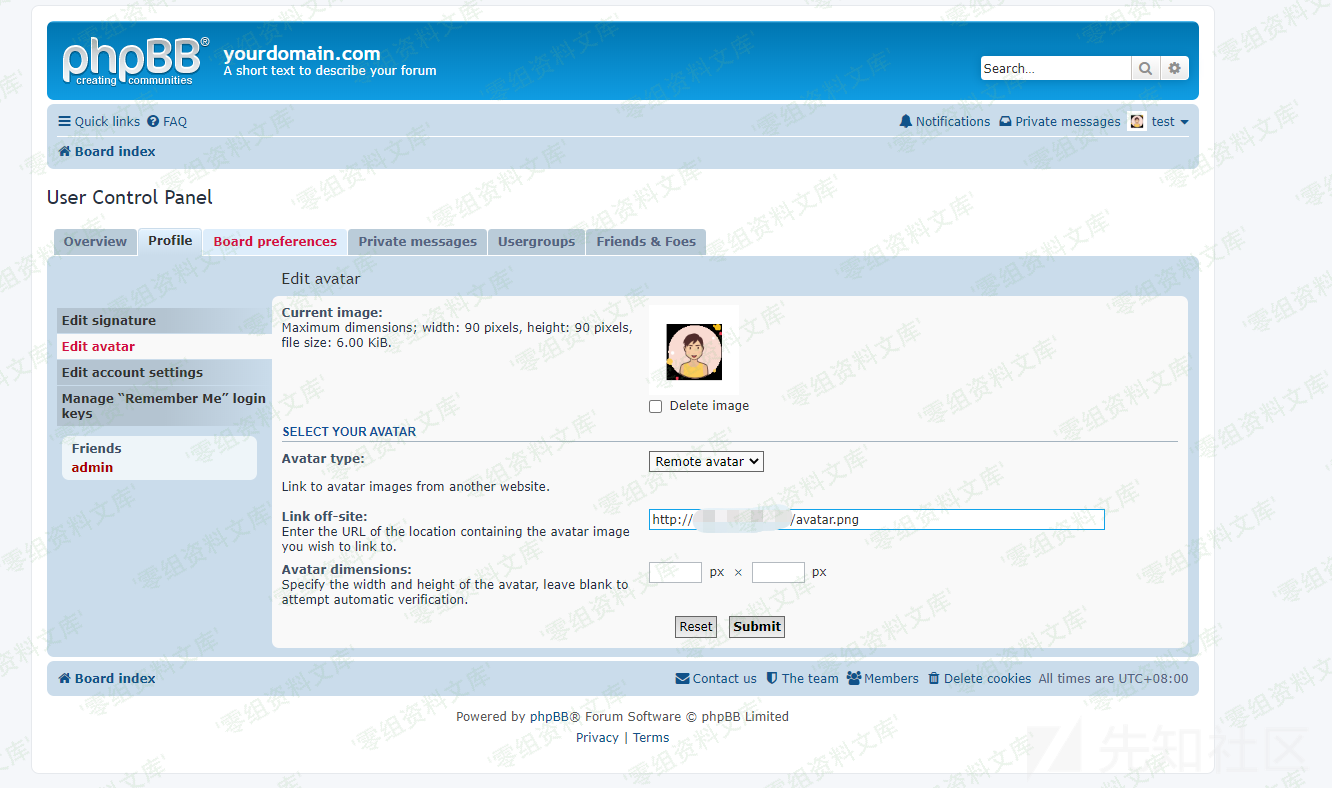 phpBB®
creating communities
yourdomain.com
A short text to describe your forum
Search…
Quick links FAQ
Notifications Private messages test
Board index
User Control Panel
Overview Profile Board preferences Private messages Usergroups Friends & Foes
Edit avatar
Edit signature
Edit avatar
Edit account settings
Manage “Remember Me” login
keys
Friends
admin
Current image:
Maximum dimensions; width: 90 pixels, height: 90 pixels,
file size: 6.00 KiB.
Delete image
SELECT YOUR AVATAR
Avatar type:
Remote avatar
Link to avatar images from another website.
Link off-site:
Enter the URL of the location containing the avatar image
you wish to link to.
http:// /avatar.png
Avatar dimensions:
Specify the width and height of the avatar, leave blank to
attempt automatic verification.
px × px
Reset Submit
Board index
Contact us The team Members Delete cookies All times are UTC+08:00
Powered by phpBB® Forum Software © phpBB Limited
Privacy | Terms
'零组资料文库'
先知社区